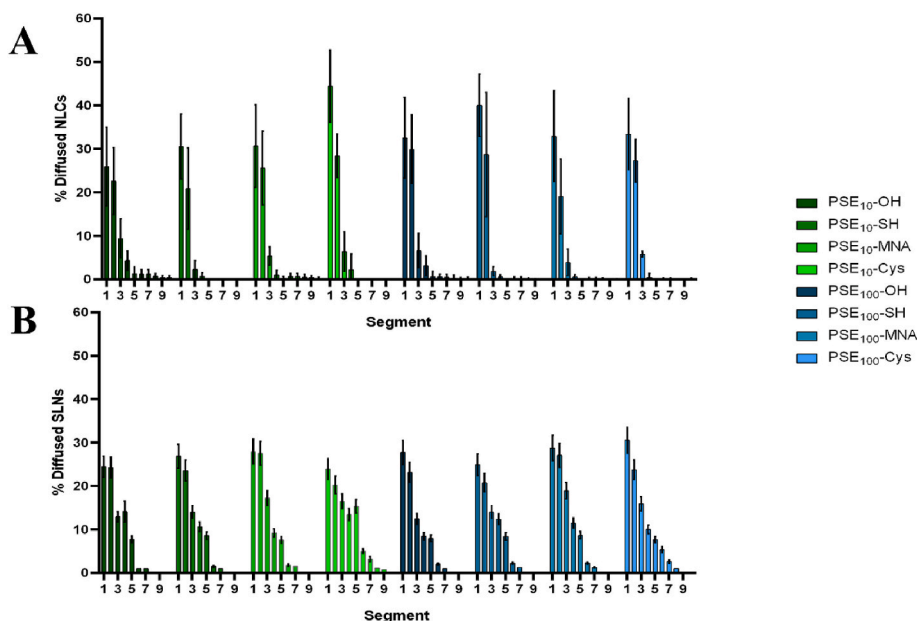 A
60
50
40
30
20
10
0
% Diffused NLCs
1 3 5 7 9 1 3 5 7 9 1 3 5 7 9 1 3 5 7 9 1 3 5 7 9 1 3 5 7 9 1 3 5 7 9 1 3 5 7 9
Segment
B
60
50
40
30
20
10
0
% Diffused SLNs
1 3 5 7 9 1 3 5 7 9 1 3 5 7 9 1 3 5 7 9 1 3 5 7 9 1 3 5 7 9 1 3 5 7 9 1 3 5 7 9
Segment
PSE₁₀-OH
PSE₁₀-SH
PSE₁₀-MNA
PSE₁₀-Cys
PSE₁₀₀-OH
PSE₁₀₀-SH
PSE₁₀₀-MNA
PSE₁₀₀-Cys